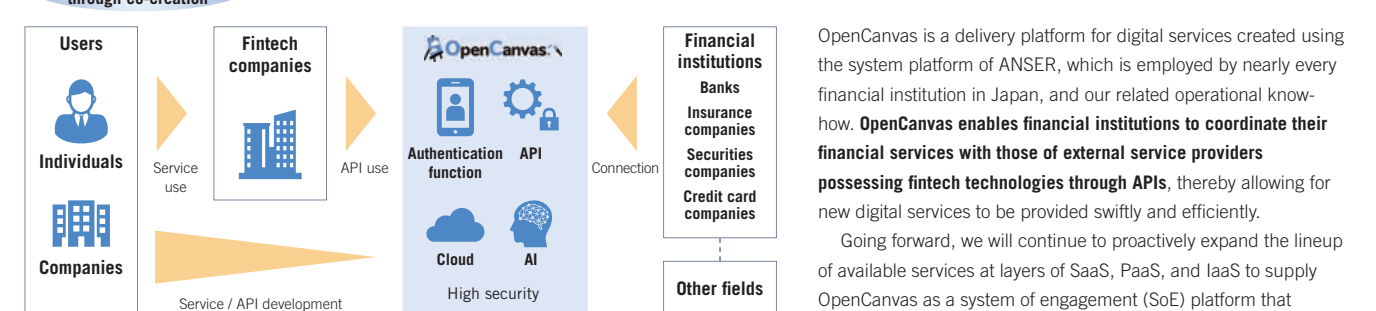 through co-creation
Users
Individuals
Companies
Service
use
Fintech
companies
API use
Service / API development
OpenCanvas
Authentication
function
API
Cloud
AI
High security
Connection
Financial
institutions
Banks
Insurance
companies
Securities
companies
Credit card
companies
Other fields
OpenCanvas is a delivery platform for digital services created using
the system platform of ANSER, which is employed by nearly every
financial institution in Japan, and our related operational know-
how. OpenCanvas enables financial institutions to coordinate their
financial services with those of external service providers
possessing fintech technologies through APIs, thereby allowing for
new digital services to be provided swiftly and efficiently.
Going forward, we will continue to proactively expand the lineup
of available services at layers of SaaS, PaaS, and IaaS to supply
OpenCanvas as a system of engagement (SoE) platform that